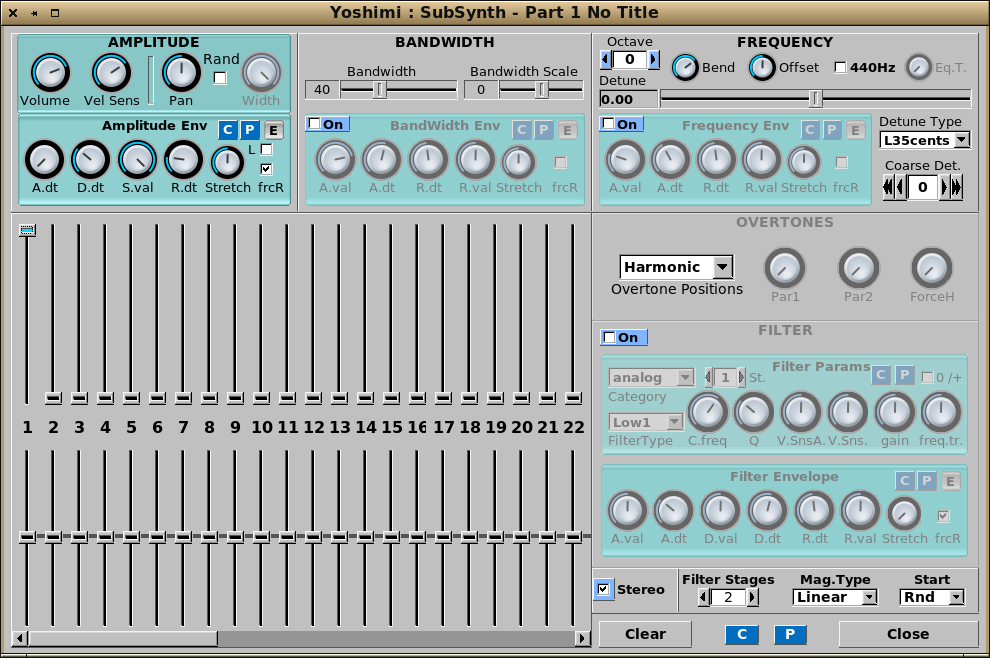 Yoshimi : SubSynth - Part 1 No Title
AMPLITUDE
Volume Vel Sens Pan Rand Width
Amplitude Env C P E
A.dt D.dt S.val R.dt Stretch L frcR
BANDWIDTH
Bandwidth Bandwidth Scale
40 0
On BandWidth Env C P E
A.val A.dt R.dt R.val Stretch frcR
FREQUENCY
Octave
0 Bend Offset 440Hz Eq.T.
Detune
0.00
On Frequency Env C P E
A.val A.dt R.dt R.val Stretch frcR
Detune Type
L35cents
Coarse Det.
0
1 2 3 4 5 6 7 8 9 10 11 12 13 14 15 16 17 18 19 20 21 22
OVERTONES
Harmonic
Overtone Positions Par1 Par2 ForceH
On FILTER
Filter Params C P 0 /+
analog 1 St.
Category
Low1
FilterType C.freq Q V.SnsA. V.Sns. gain freq.tr.
Filter Envelope C P E
A.val A.dt D.val D.dt R.dt R.val Stretch frcR
Stereo
Filter Stages Mag.Type Start
2 Linear Rnd
Clear C P Close